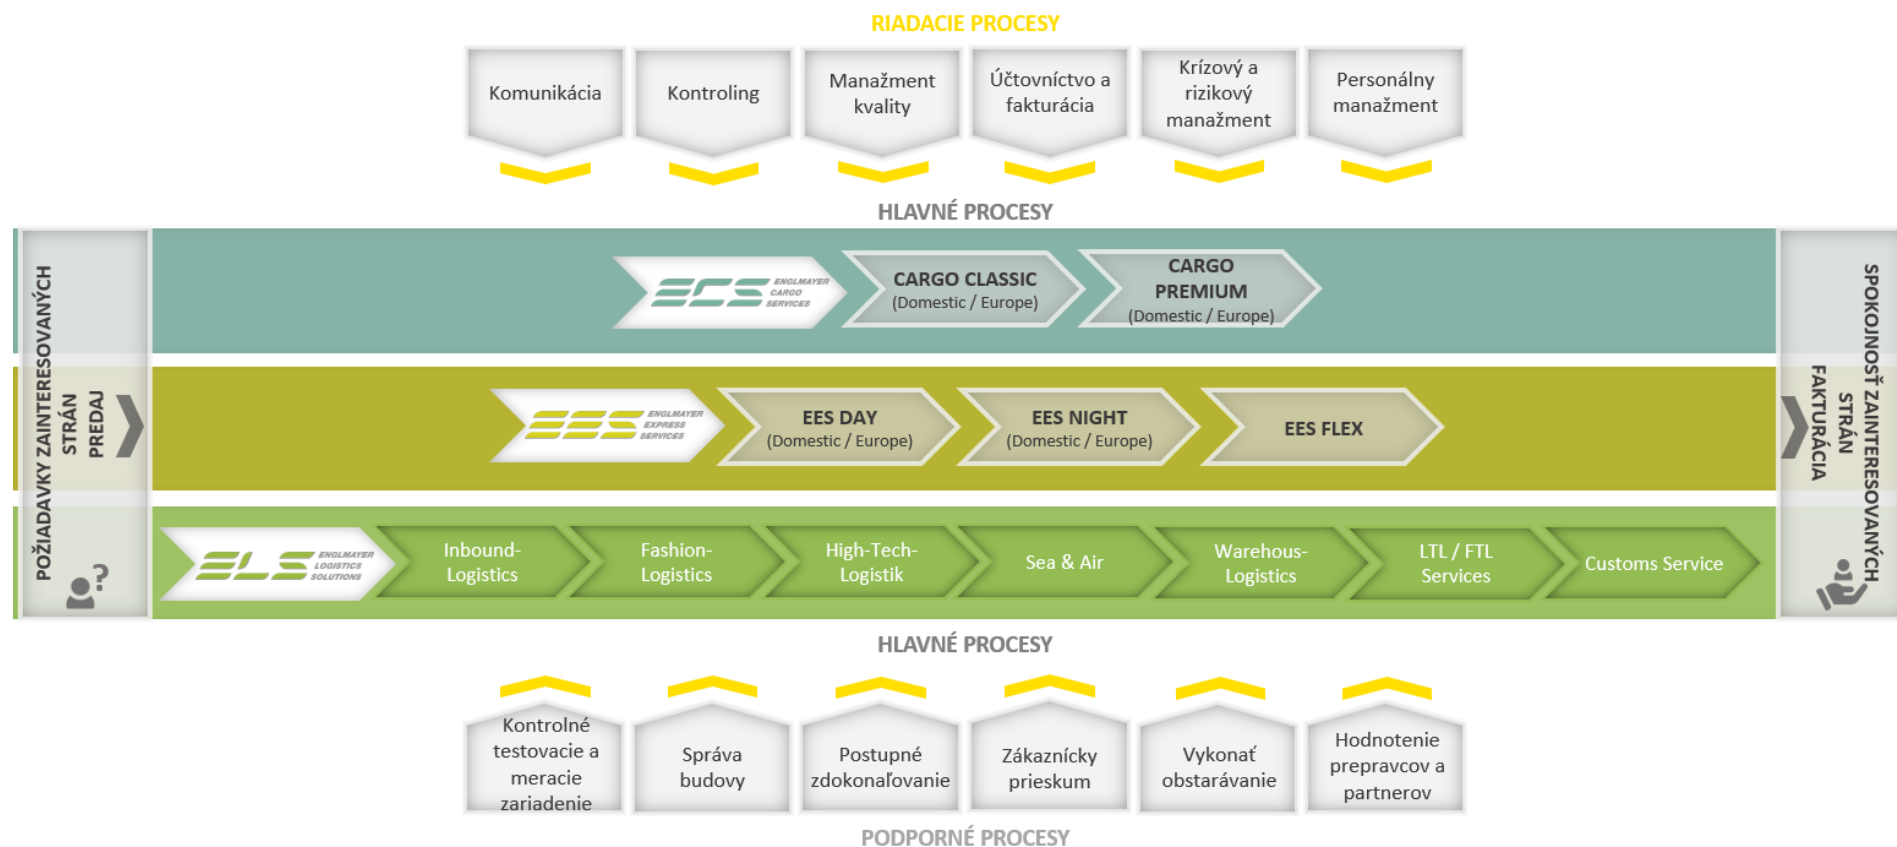 RIADACIE PROCESY
Komunikácia
Kontroling
Manažment
kvality
Účtovníctvo a
fakturácia
Krízový a
rizikový
manažment
Personálny
manažment
HLAVNÉ PROCESY
POŽIADAVKY ZAINTERESOVANÝCH
STRÁN
PREDAJ
?
ECS
ENGLMAYER
CARGO
SERVICES
CARGO CLASSIC
(Domestic / Europe)
CARGO
PREMIUM
(Domestic / Europe)
EES
ENGLMAYER
EXPRESS
SERVICES
EES DAY
(Domestic / Europe)
EES NIGHT
(Domestic / Europe)
EES FLEX
ELS
ENGLMAYER
LOGISTICS
SOLUTIONS
Inbound-
Logistics
Fashion-
Logistics
High-Tech-
Logistik
Sea & Air
Warehous-
Logistics
LTL / FTL
Services
Customs Service
SPOKOJNOSŤ ZAINTERESOVANÝCH
STRÁN
FAKTURÁCIA
HLAVNÉ PROCESY
Kontrolné
testovacie a
meracie
zariadenie
Správa
budovy
Postupné
zdokonaľovanie
Zákaznícky
prieskum
Vykonať
obstarávanie
Hodnotenie
prepravcov a
partnerov
PODPORNÉ PROCESY